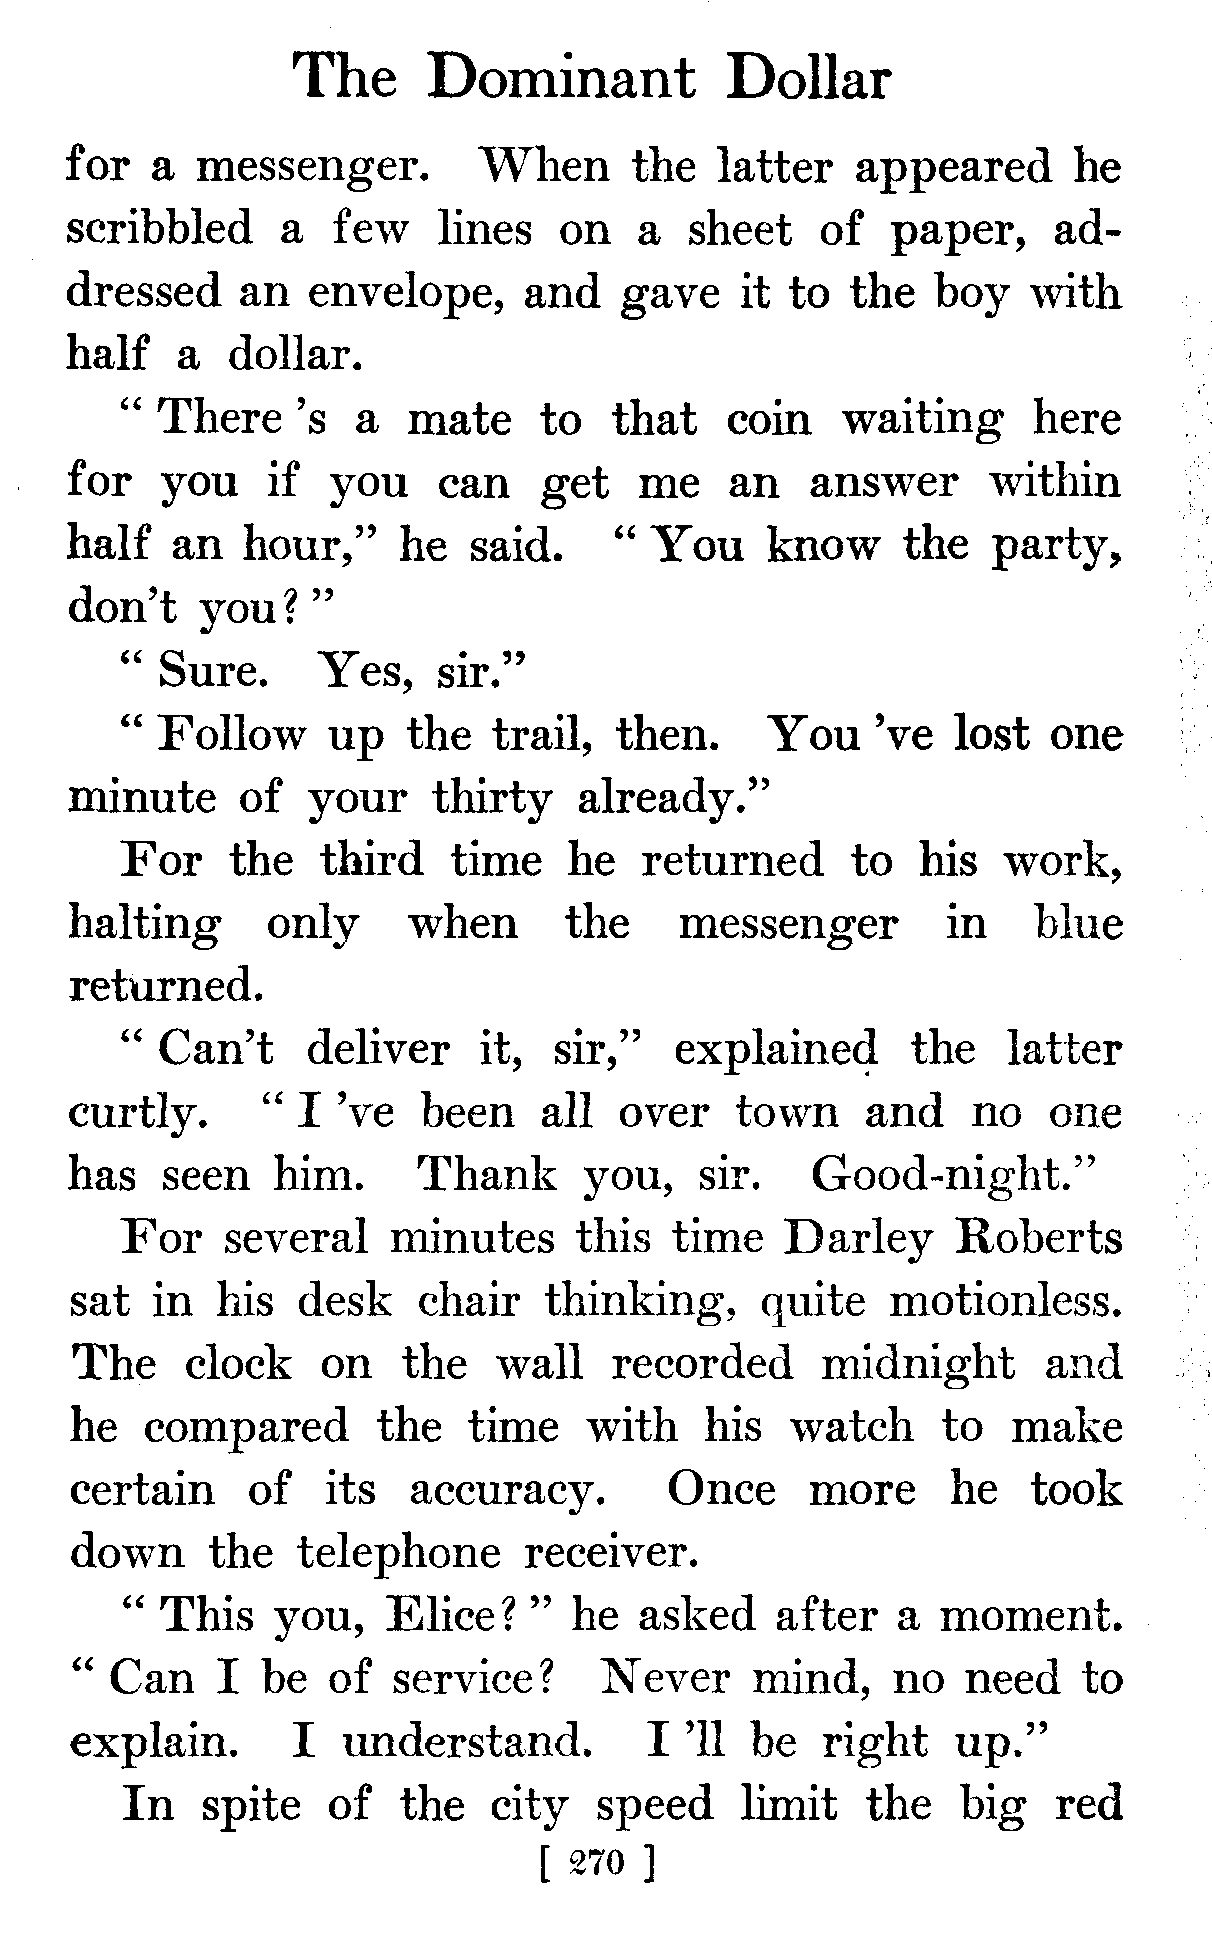 The Dominant Dollar
for a messenger. When the latter appeared he
scribbled a few lines on a sheet of paper, ad-
dressed an envelope, and gave it to the boy with
half a dollar.
“ There ’s a mate to that coin waiting here
for you if you can get me an answer within
half an hour,” he said. “ You know the party,
don’t you? ”
“ Sure. Yes, sir.”
“ Follow up the trail, then. You ’ve lost one
minute of your thirty already.”
For the third time he returned to his work,
halting only when the messenger in blue
returned.
“ Can’t deliver it, sir,” explained the latter
curtly. “ I ’ve been all over town and no one
has seen him. Thank you, sir. Good-night.”
For several minutes this time Darley Roberts
sat in his desk chair thinking, quite motionless.
The clock on the wall recorded midnight and
he compared the time with his watch to make
certain of its accuracy. Once more he took
down the telephone receiver.
“ This you, Elice? ” he asked after a moment.
“ Can I be of service? Never mind, no need to
explain. I understand. I ’ll be right up.”
In spite of the city speed limit the big red
[ 270 ]